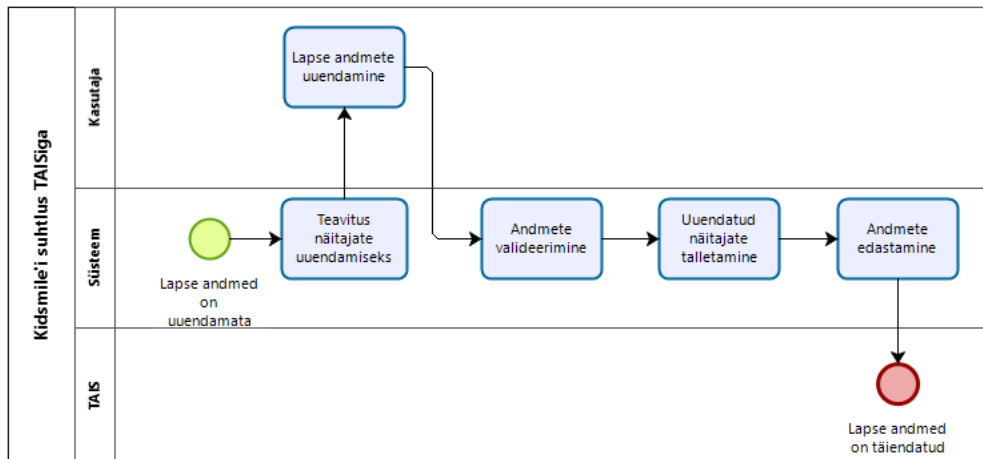 Kidsmile'i suhtlus TAISiga
Kasutaja
Lapse andmete
uuendamine
Süsteem
Lapse andmed
on
uuendamata
Teavitus
näitajate
uuendamiseks
Andmete
valideerimine
Uuendatud
näitajate
talletamine
Andmete
edastamine
TAIS
Lapse andmed
on täiendatud